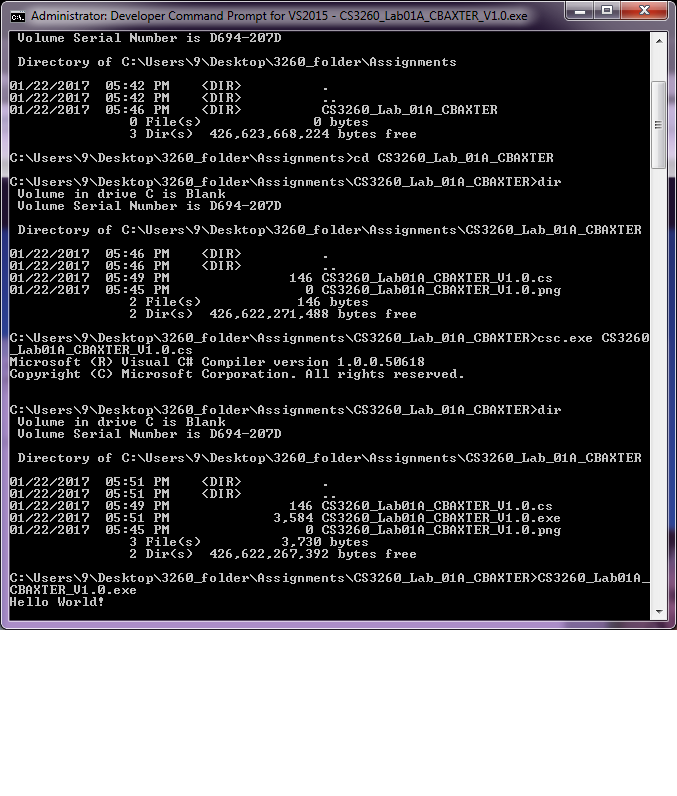 Administrator: Developer Command Prompt for VS2015 - CS3260_Lab01A_CBAXTER_V1.0.exe
 Volume Serial Number is D694-207D

 Directory of C:\Users\9\Desktop\3260_folder\Assignments

01/22/2017  05:42 PM    <DIR>          .
01/22/2017  05:42 PM    <DIR>          ..
01/22/2017  05:46 PM    <DIR>          CS3260_Lab_01A_CBAXTER
               0 File(s)              0 bytes
               3 Dir(s)  426,623,668,224 bytes free

C:\Users\9\Desktop\3260_folder\Assignments>cd CS3260_Lab_01A_CBAXTER

C:\Users\9\Desktop\3260_folder\Assignments\CS3260_Lab_01A_CBAXTER>dir
 Volume in drive C is Blank
 Volume Serial Number is D694-207D

 Directory of C:\Users\9\Desktop\3260_folder\Assignments\CS3260_Lab_01A_CBAXTER

01/22/2017  05:46 PM    <DIR>          .
01/22/2017  05:46 PM    <DIR>          ..
01/22/2017  05:49 PM               146 CS3260_Lab01A_CBAXTER_V1.0.cs
01/22/2017  05:45 PM                 0 CS3260_Lab01A_CBAXTER_V1.0.png
               2 File(s)            146 bytes
               2 Dir(s)  426,622,271,488 bytes free

C:\Users\9\Desktop\3260_folder\Assignments\CS3260_Lab_01A_CBAXTER>csc.exe CS3260
_Lab01A_CBAXTER_V1.0.cs
Microsoft (R) Visual C# Compiler version 1.0.0.50618
Copyright (C) Microsoft Corporation. All rights reserved.


C:\Users\9\Desktop\3260_folder\Assignments\CS3260_Lab_01A_CBAXTER>dir
 Volume in drive C is Blank
 Volume Serial Number is D694-207D

 Directory of C:\Users\9\Desktop\3260_folder\Assignments\CS3260_Lab_01A_CBAXTER

01/22/2017  05:51 PM    <DIR>          .
01/22/2017  05:51 PM    <DIR>          ..
01/22/2017  05:49 PM               146 CS3260_Lab01A_CBAXTER_V1.0.cs
01/22/2017  05:51 PM             3,584 CS3260_Lab01A_CBAXTER_V1.0.exe
01/22/2017  05:45 PM                 0 CS3260_Lab01A_CBAXTER_V1.0.png
               3 File(s)          3,730 bytes
               2 Dir(s)  426,622,267,392 bytes free

C:\Users\9\Desktop\3260_folder\Assignments\CS3260_Lab_01A_CBAXTER>CS3260_Lab01A_
CBAXTER_V1.0.exe
Hello World!